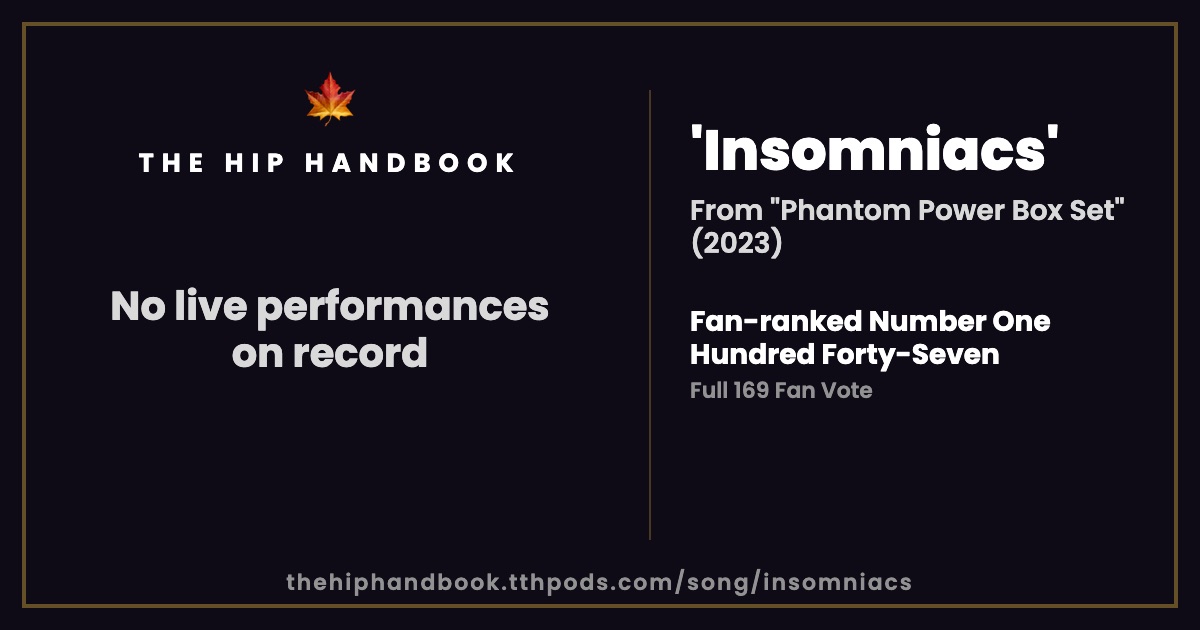 THE HIP HANDBOOK
No live performances
on record
'Insomniacs'
From "Phantom Power Box Set"
(2023)
Fan-ranked Number One
Hundred Forty-Seven
Full 169 Fan Vote
thehiphandbook.tthpods.com/song/insomniacs